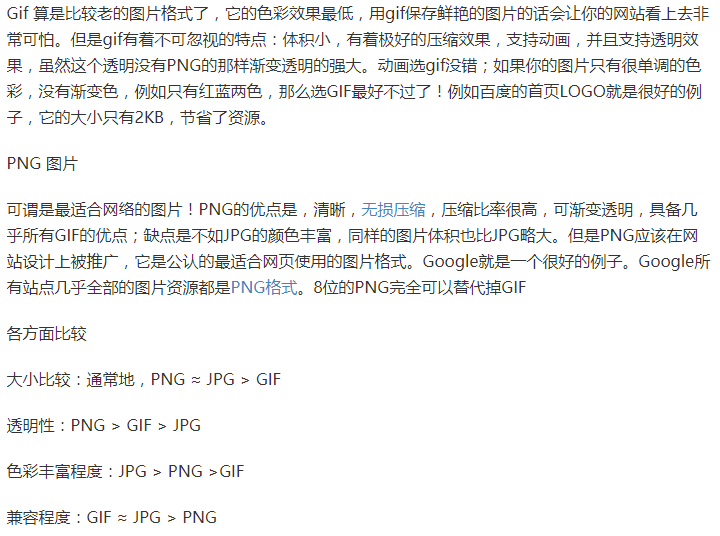 Gif 算是比较老的图片格式了，它的色彩效果最低，用gif保存鲜艳的图片的话会让你的网站看上去非
常可怕。但是gif有着不可忽视的特点：体积小，有着极好的压缩效果，支持动画，并且支持透明效
果，虽然这个透明没有PNG的那样渐变透明的强大。动画选gif没错；如果你的图片只有很单调的色
彩，没有渐变色，例如只有红蓝两色，那么选GIF最好不过了！例如百度的首页LOGO就是很好的例
子，它的大小只有2KB，节省了资源。
PNG 图片
可谓是最适合网络的图片！PNG的优点是，清晰，无损压缩，压缩比率很高，可渐变透明，具备几
乎所有GIF的优点；缺点是不如JPG的颜色丰富，同样的图片体积也比JPG略大。但是PNG应该在网
站设计上被推广，它是公认的最适合网页使用的图片格式。Google就是一个很好的例子。Google所
有站点几乎全部的图片资源都是PNG格式。8位的PNG完全可以替代掉GIF
各方面比较
大小比较：通常地，PNG ≈ JPG > GIF
透明性：PNG > GIF > JPG
色彩丰富程度：JPG > PNG >GIF
兼容程度：GIF ≈ JPG > PNG